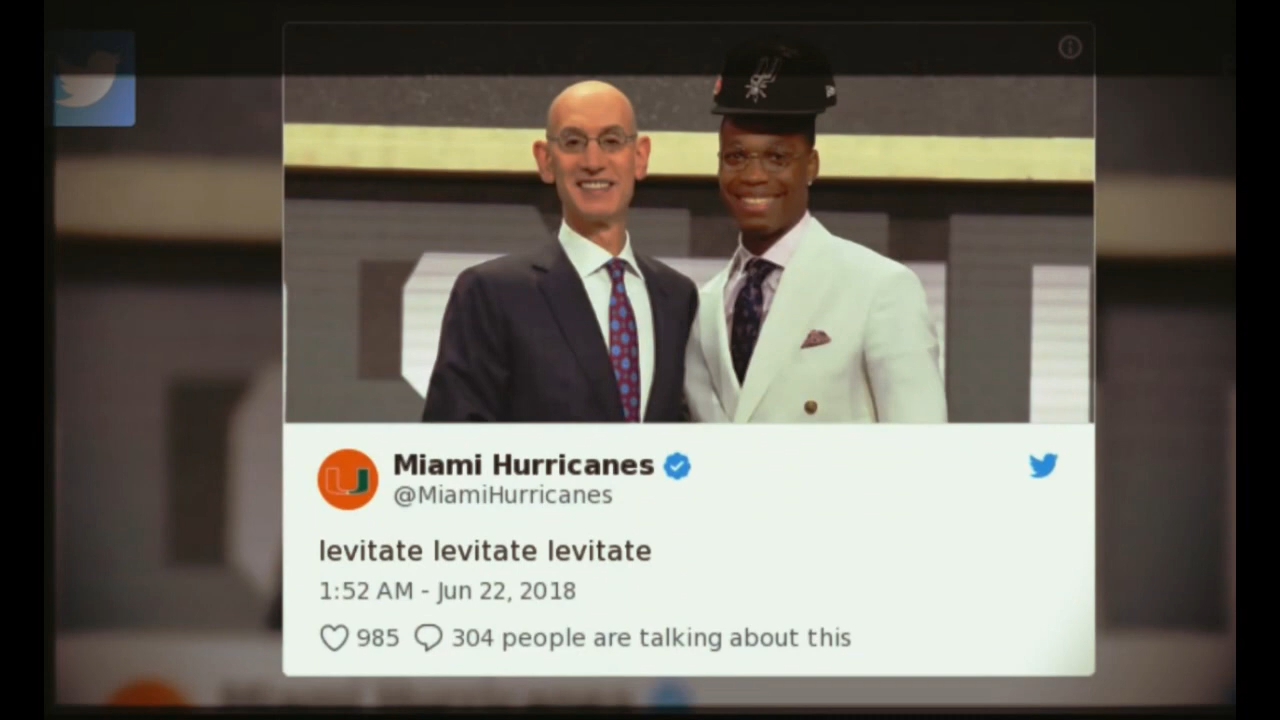 Miami Hurricanes
@MiamiHurricanes
levitate levitate levitate
1:52 AM - Jun 22, 2018
985 304 people are talking about this